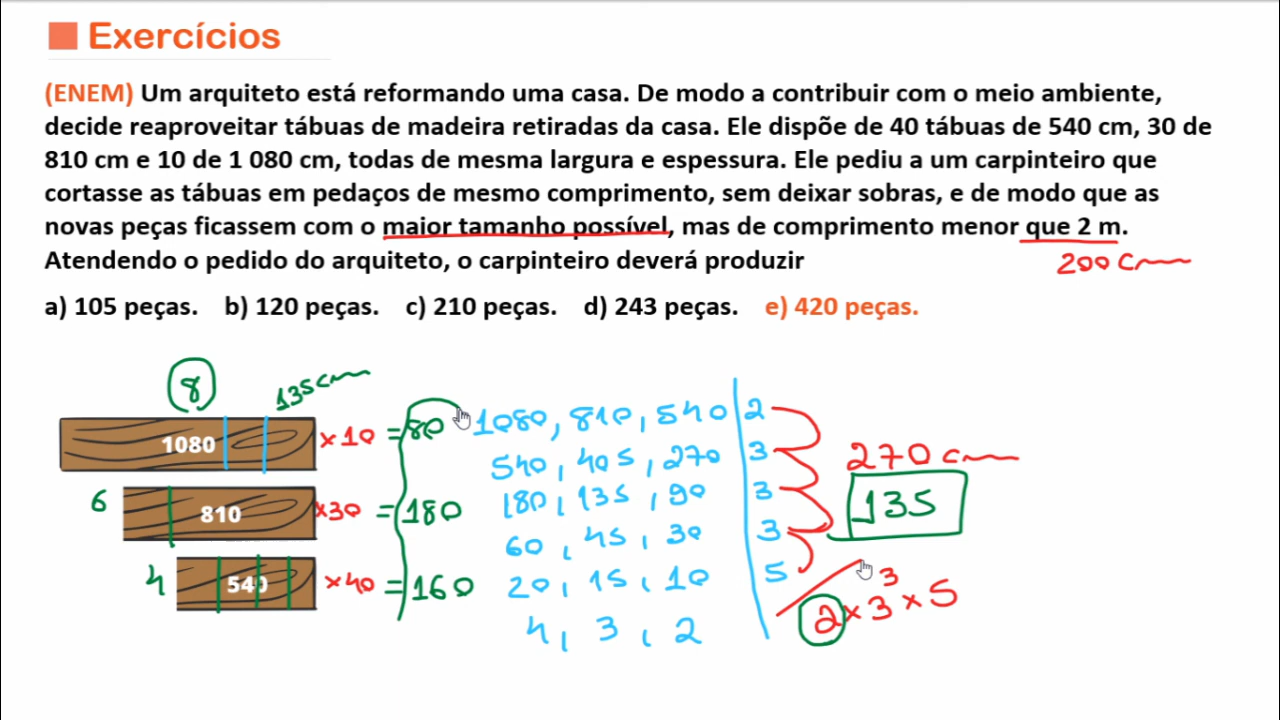 Exercícios
(ENEM) Um arquiteto está reformando uma casa. De modo a contribuir com o meio ambiente,
decide reaproveitar tábuas de madeira retiradas da casa. Ele dispõe de 40 tábuas de 540 cm, 30 de
810 cm e 10 de 1 080 cm, todas de mesma largura e espessura. Ele pediu a um carpinteiro que
cortasse as tábuas em pedaços de mesmo comprimento, sem deixar sobras, e de modo que as
novas peças ficassem com o maior tamanho possível, mas de comprimento menor que 2 m.
Atendendo o pedido do arquiteto, o carpinteiro deverá produzir
200 cm
a) 105 peças. b) 120 peças. c) 210 peças. d) 243 peças. e) 420 peças.
8 135 cm
1080 ×10 = 80
6 810 ×30 = 180
4 540 ×40 = 160
1080, 810, 540 | 2
540, 405, 270 | 3
180, 135, 90 | 3
60, 45, 30 | 3
20, 15, 10 | 5
4, 3, 2
270 cm
135
2 × 3³ × 5